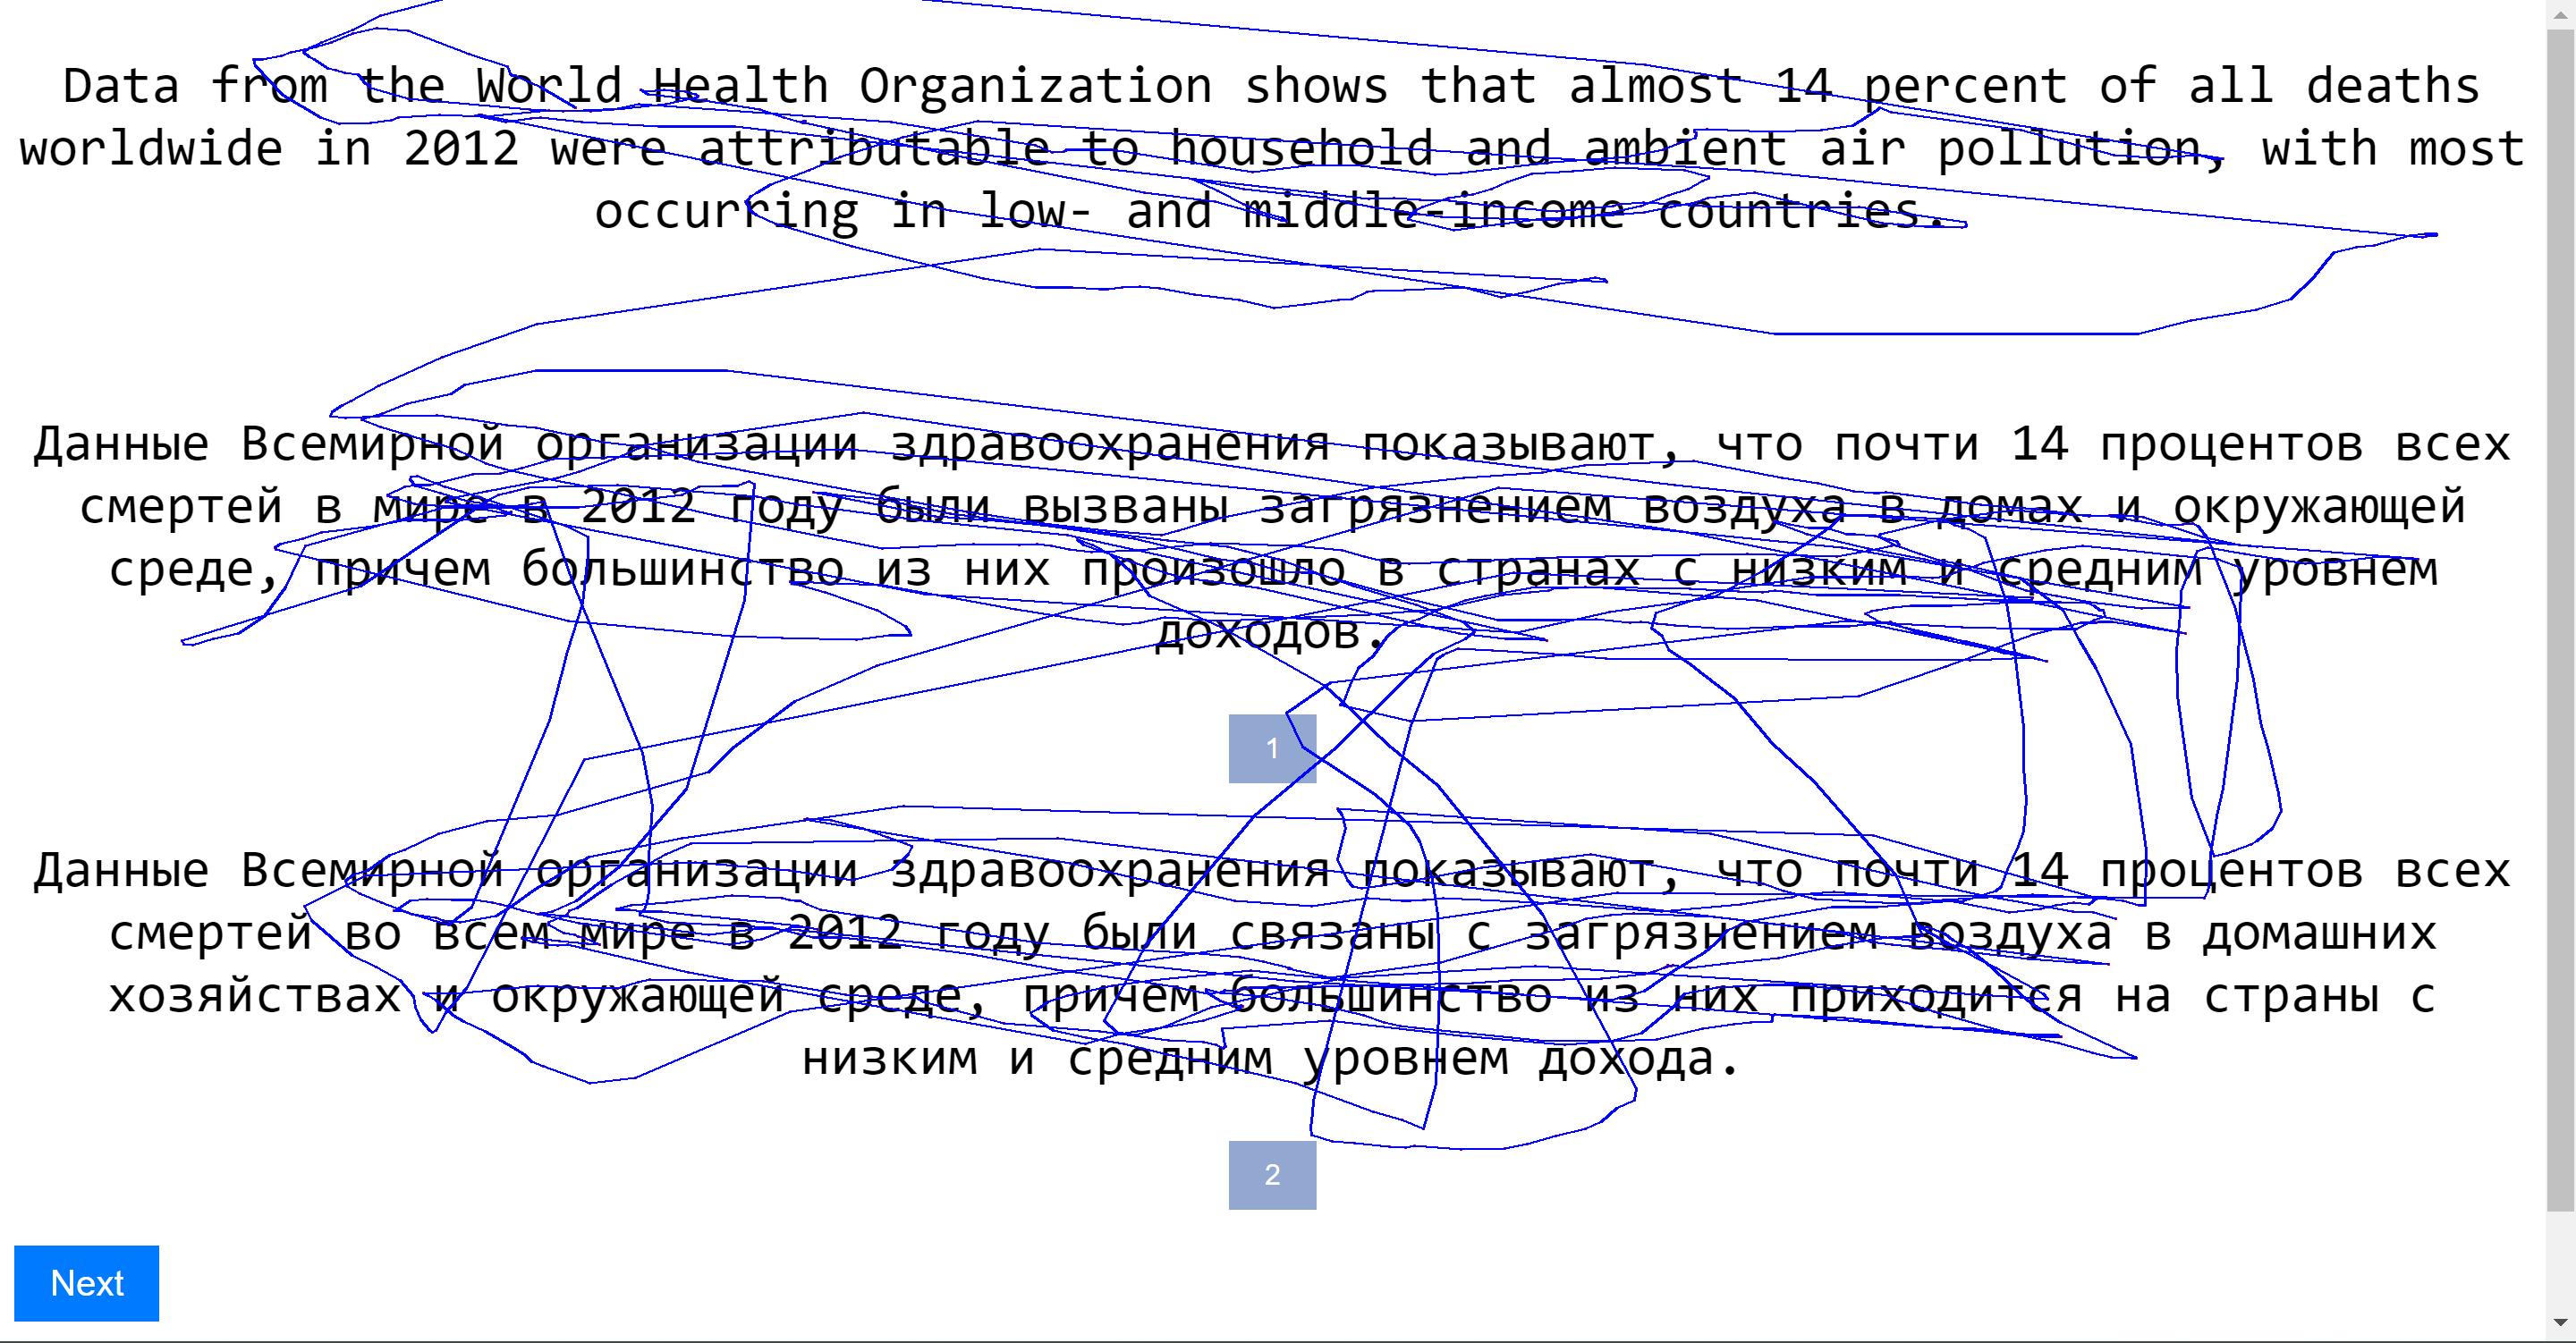 Data from the World Health Organization shows that almost 14 percent of all deaths
worldwide in 2012 were attributable to household and ambient air pollution, with most
occurring in low- and middle-income countries.
Данные Всемирной организации здравоохранения показывают, что почти 14 процентов всех
смертей в мире в 2012 году были вызваны загрязнением воздуха в домах и окружающей
среде, причем большинство из них произошло в странах с низким и средним уровнем
доходов.
1
Данные Всемирной организации здравоохранения показывают, что почти 14 процентов всех
смертей во всем мире в 2012 году были связаны с загрязнением воздуха в домашних
хозяйствах и окружающей среде, причем большинство из них приходится на страны с
низким и средним уровнем дохода.
2
Next